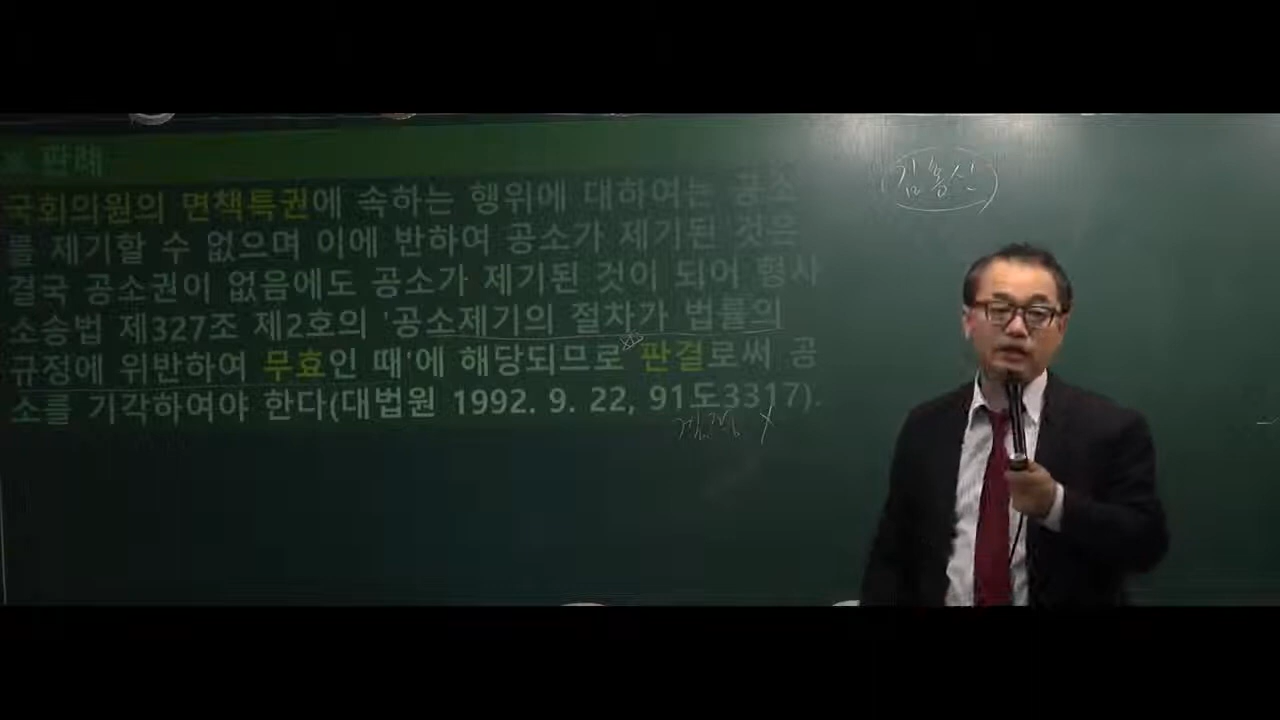 ※ 판례
국회의원의 면책특권에 속하는 행위에 대하여는 공소
를 제기할 수 없으며 이에 반하여 공소가 제기된 것은
결국 공소권이 없음에도 공소가 제기된 것이 되어 형사
소송법 제327조 제2호의 '공소제기의 절차가 법률의
규정에 위반하여 무효인 때'에 해당되므로 판결로써 공
소를 기각하여야 한다(대법원 1992. 9. 22, 91도3317).
결정 X
김홍신